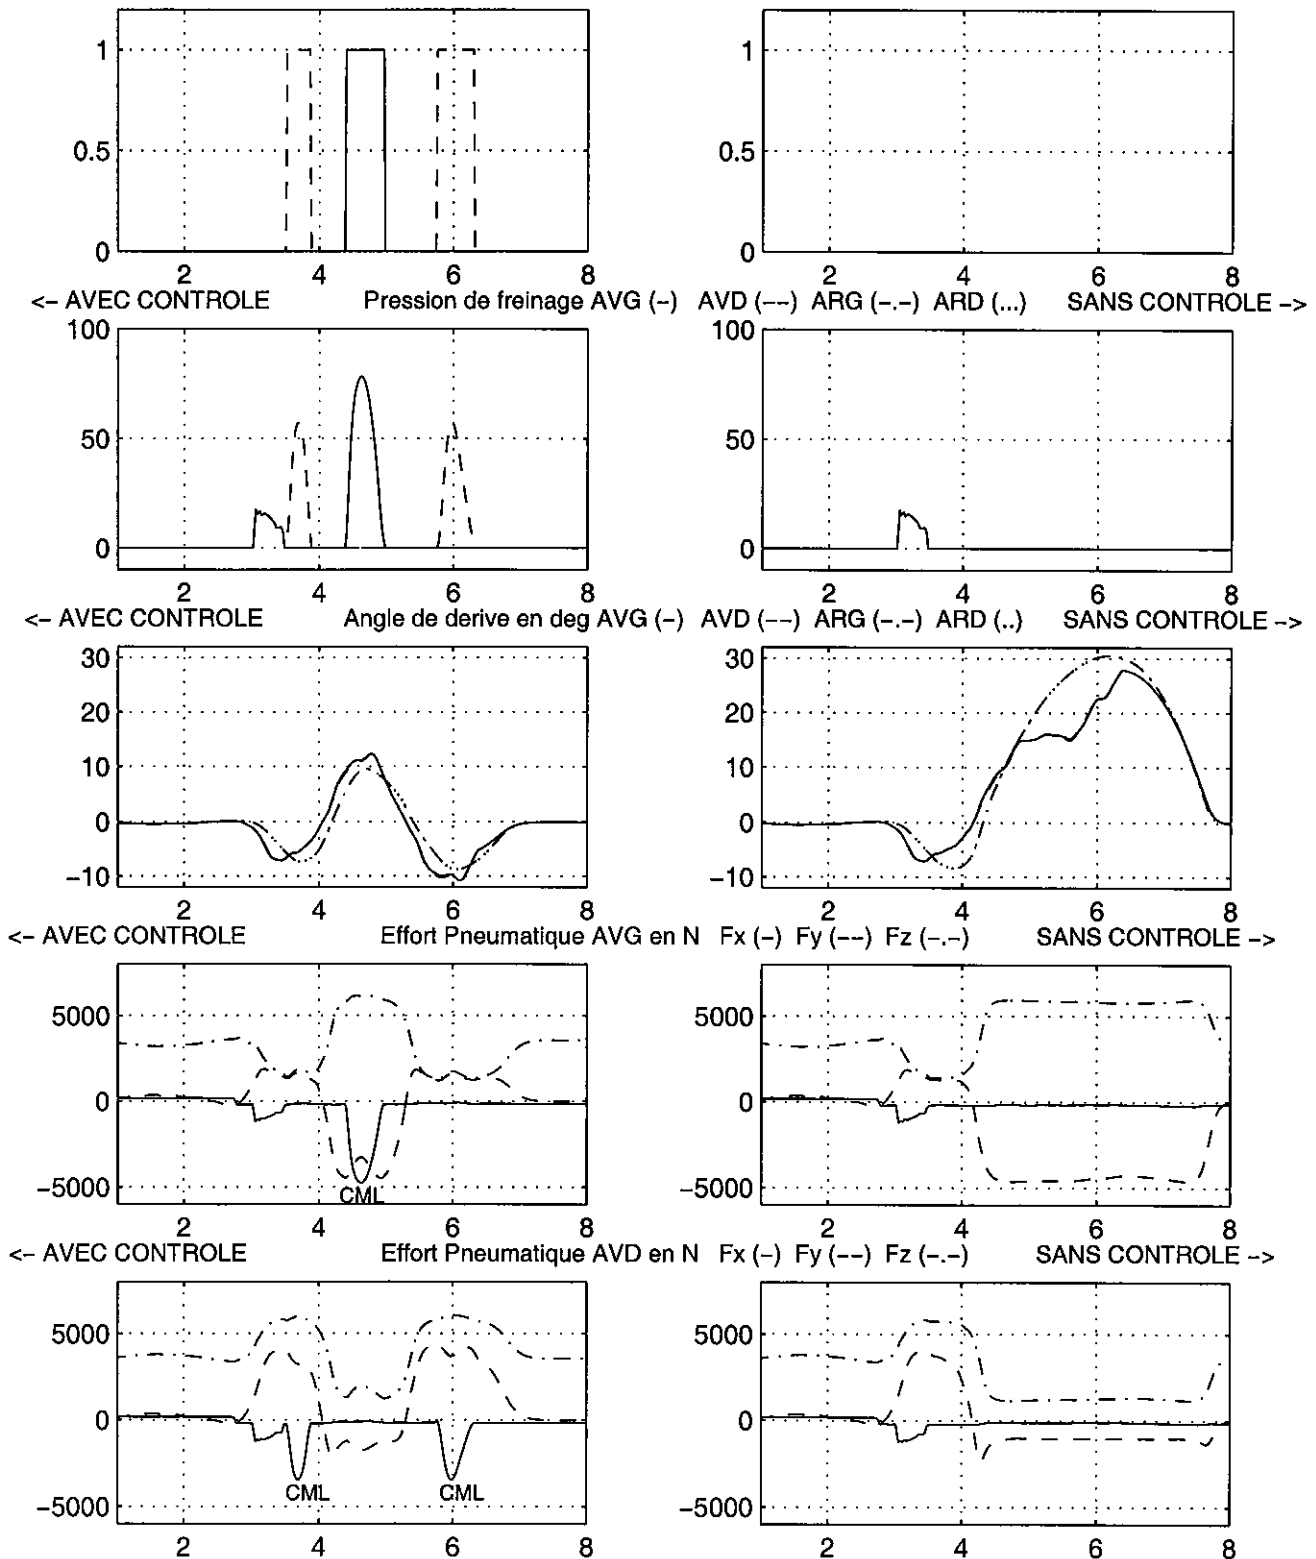 1
1
0.5
0.5
0
0
2 4 6 8
2 4 6 8
<– AVEC CONTROLE Pression de freinage AVG (–) AVD (––) ARG (–.–) ARD (...) SANS CONTROLE –>
100
100
50
50
0
0
2 4 6 8
2 4 6 8
<– AVEC CONTROLE Angle de derive en deg AVG (–) AVD (––) ARG (–.–) ARD (..) SANS CONTROLE –>
30
30
20
20
10
10
0
0
–10
–10
2 4 6 8
2 4 6 8
<– AVEC CONTROLE Effort Pneumatique AVG en N Fx (–) Fy (––) Fz (–.–) SANS CONTROLE –>
5000
5000
0
0
–5000
–5000
CML
2 4 6 8
2 4 6 8
<– AVEC CONTROLE Effort Pneumatique AVD en N Fx (–) Fy (––) Fz (–.–) SANS CONTROLE –>
5000
5000
0
0
CML CML
–5000
–5000
2 4 6 8
2 4 6 8